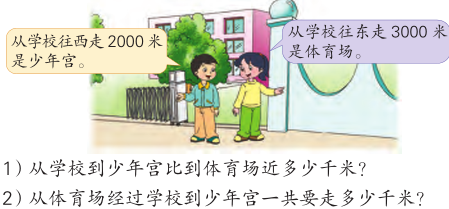 从学校往西走 2000 米
是少年宫。
从学校往东走 3000 米
是体育场。
1）从学校到少年宫比到体育场近多少千米？
2）从体育场经过学校到少年宫一共要走多少千米？